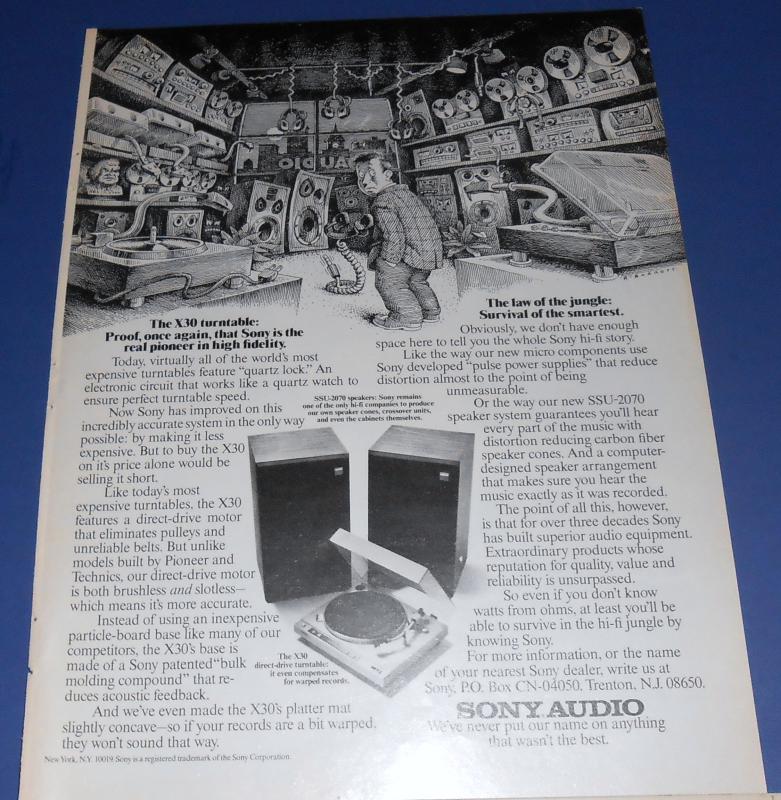 OIDUA
R BENNETT
The X30 turntable:
Proof, once again, that Sony is the
real pioneer in high fidelity.
Today, virtually all of the world's most
expensive turntables feature “quartz lock.” An
electronic circuit that works like a quartz watch to
ensure perfect turntable speed.
Now Sony has improved on this
incredibly accurate system in the only way
possible: by making it less
expensive. But to buy the X30
on it's price alone would be
selling it short.
Like today's most
expensive turntables, the X30
features a direct-drive motor
that eliminates pulleys and
unreliable belts. But unlike
models built by Pioneer and
Technics, our direct-drive motor
is both brushless and slotless—
which means it's more accurate.
Instead of using an inexpensive
particle-board base like many of our
competitors, the X30's base is
made of a Sony patented “bulk
molding compound” that re-
duces acoustic feedback.
And we've even made the X30's platter mat
slightly concave—so if your records are a bit warped,
they won't sound that way.
SSU-2070 speakers: Sony remains
one of the only hi-fi companies to produce
our own speaker cones, crossover units,
and even the cabinets themselves.
The X30
direct-drive turntable:
it even compensates
for warped records.
The law of the jungle:
Survival of the smartest.
Obviously, we don't have enough
space here to tell you the whole Sony hi-fi story.
Like the way our new micro components use
Sony developed “pulse power supplies” that reduce
distortion almost to the point of being
unmeasurable.
Or the way our new SSU-2070
speaker system guarantees you'll hear
every part of the music with
distortion reducing carbon fiber
speaker cones. And a computer-
designed speaker arrangement
that makes sure you hear the
music exactly as it was recorded.
The point of all this, however,
is that for over three decades Sony
has built superior audio equipment.
Extraordinary products whose
reputation for quality, value and
reliability is unsurpassed.
So even if you don't know
watts from ohms, at least you'll be
able to survive in the hi-fi jungle by
knowing Sony.
For more information, or the name
of your nearest Sony dealer, write us at
Sony, P.O. Box CN-04050, Trenton, N.J. 08650.
SONY AUDIO
We've never put our name on anything
that wasn't the best.
New York, N.Y. 10019 Sony is a registered trademark of the Sony Corporation.